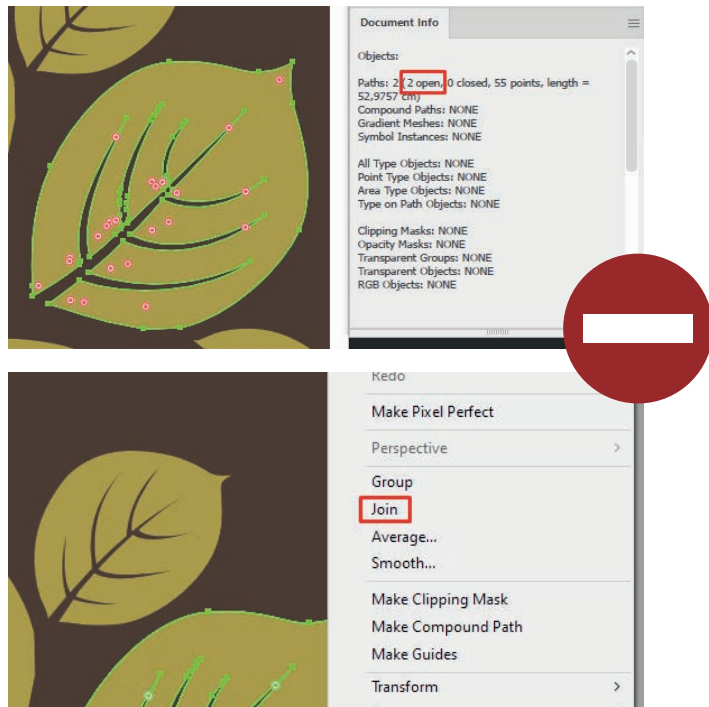 Document Info
Objects:
Paths: 2 (2 open, 0 closed, 55 points, length =
52,9757 cm)
Compound Paths: NONE
Gradient Meshes: NONE
Symbol Instances: NONE
All Type Objects: NONE
Point Type Objects: NONE
Area Type Objects: NONE
Type on Path Objects: NONE
Clipping Masks: NONE
Opacity Masks: NONE
Transparent Groups: NONE
Transparent Objects: NONE
RGB Objects: NONE
Redo
Make Pixel Perfect
Perspective
Group
Join
Average...
Smooth...
Make Clipping Mask
Make Compound Path
Make Guides
Transform